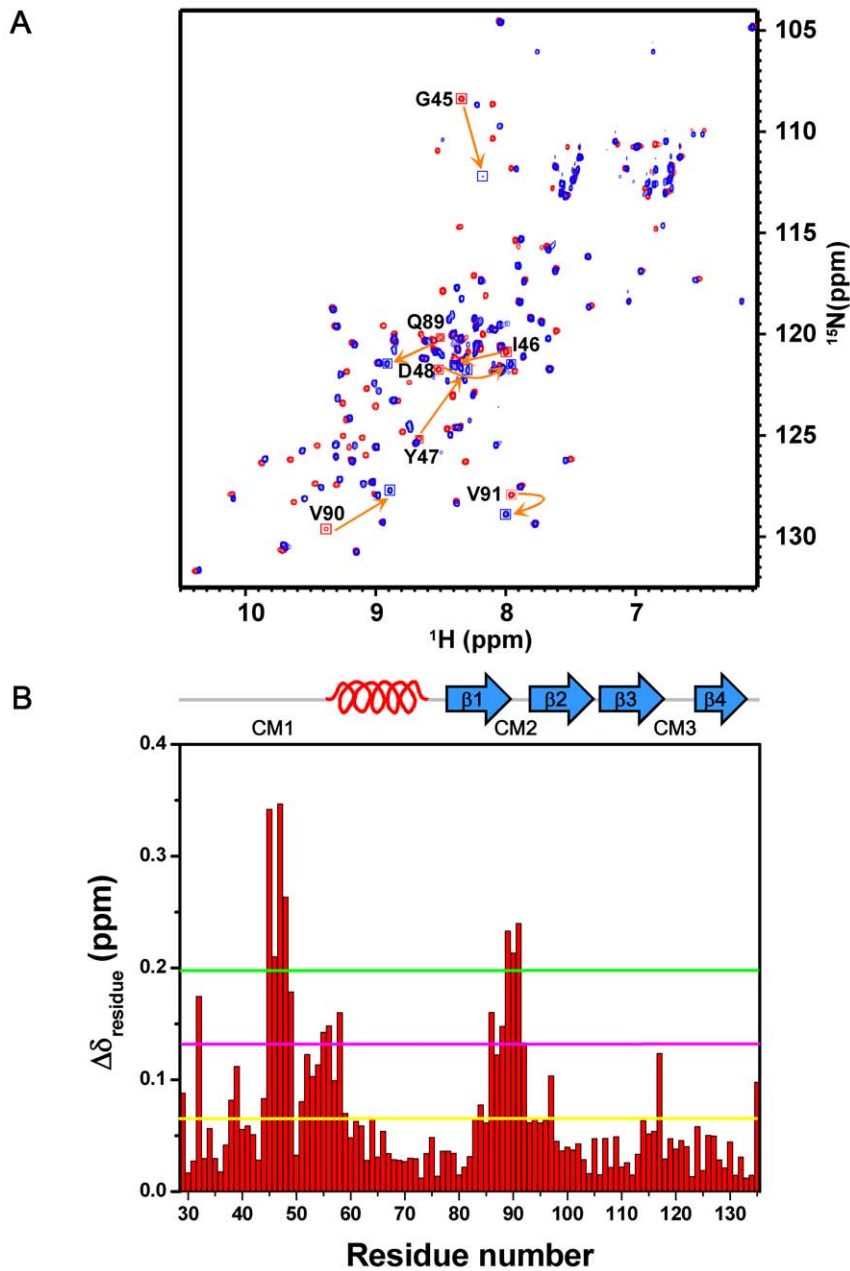 A
105
110
115
120
125
130
¹⁵N(ppm)
G45
Q89
I46
D48
Y47
V91
V90
10 9 8 7
¹H (ppm)
B
β1 β2 β3 β4
CM1 CM2 CM3
0.4
0.3
0.2
0.1
0.0
Δδresidue (ppm)
30 40 50 60 70 80 90 100 110 120 130
Residue number